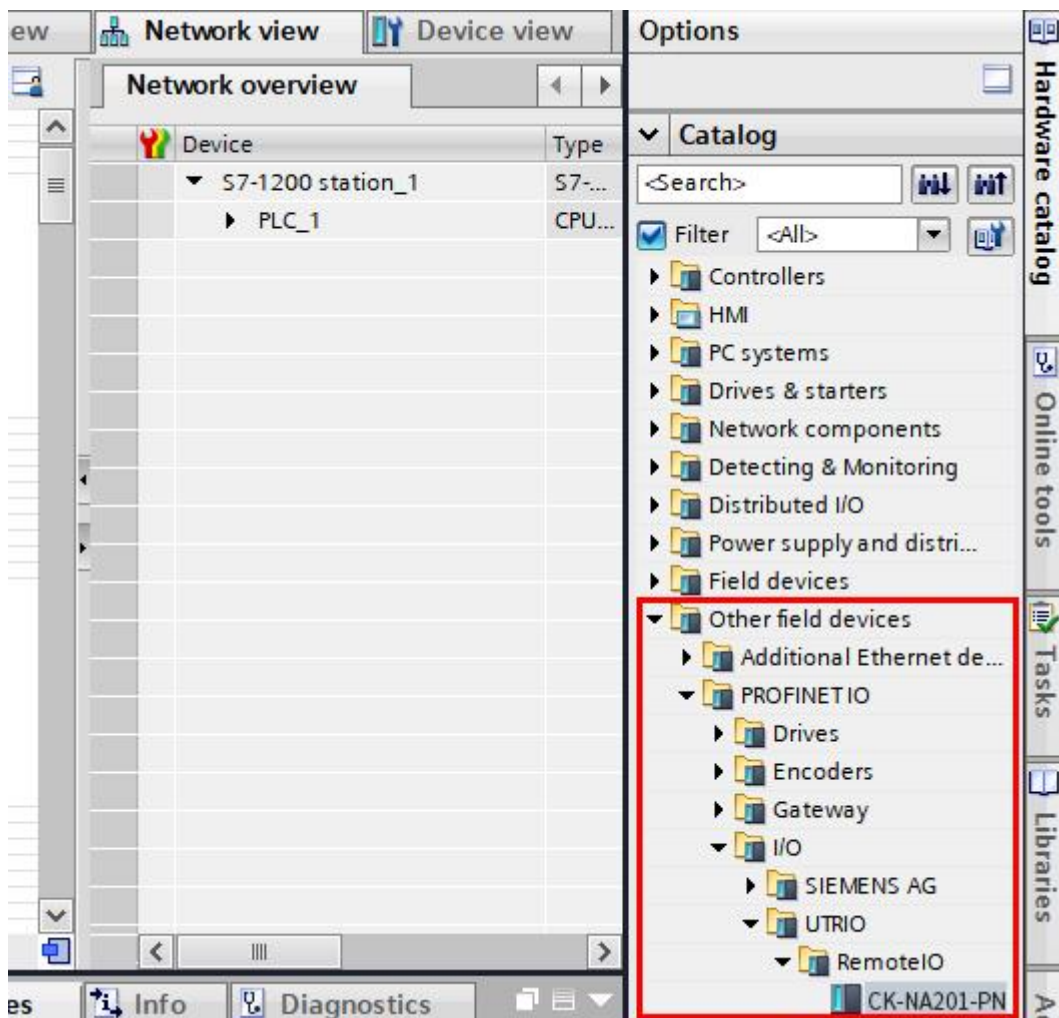 ew
Network view
Device view
Network overview
Device
Type
S7-1200 station_1
S7-...
PLC_1
CPU...
Options
Catalog
<Search>
Filter
<All>
Controllers
HMI
PC systems
Drives & starters
Network components
Detecting & Monitoring
Distributed I/O
Power supply and distri...
Field devices
Other field devices
Additional Ethernet de...
PROFINET IO
Drives
Encoders
Gateway
I/O
SIEMENS AG
UTRIO
RemoteIO
CK-NA201-PN
es
Info
Diagnostics
Hardware catalog
Online tools
Tasks
Libraries